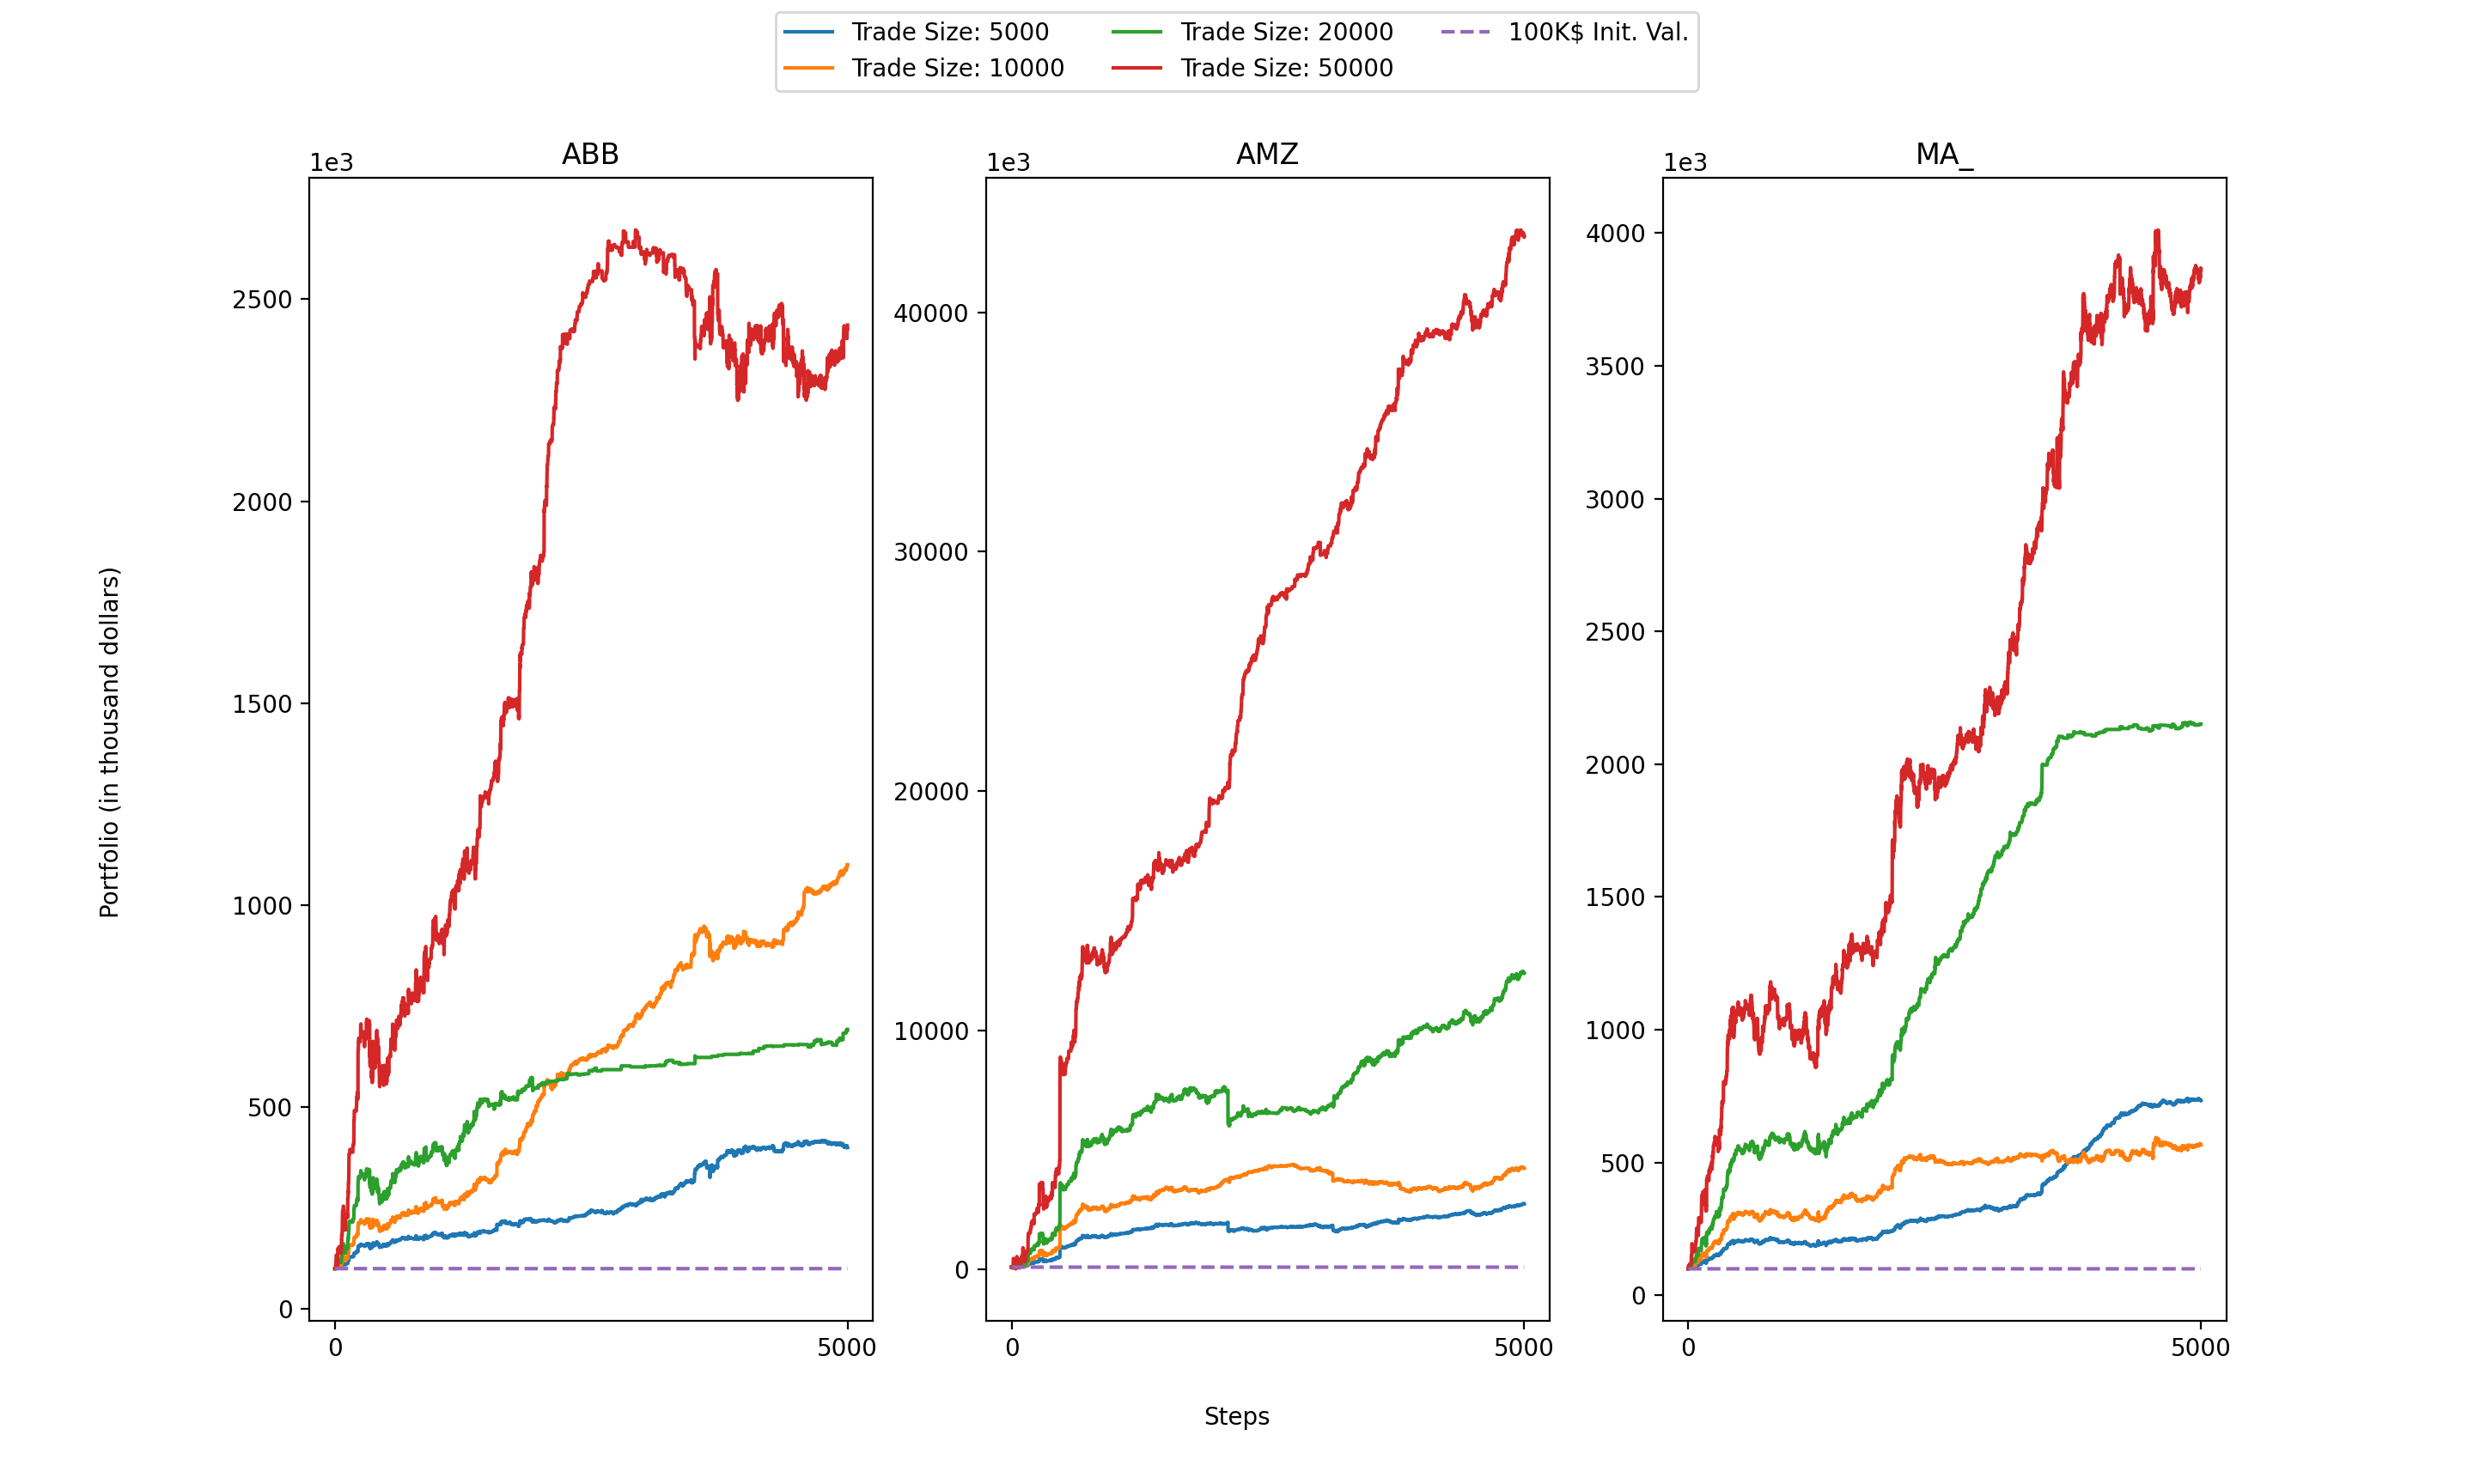 Trade Size: 5000
Trade Size: 10000
Trade Size: 20000
Trade Size: 50000
100K$ Init. Val.
Portfolio (in thousand dollars)
ABB
1e3
2500
2000
1500
1000
500
0
0 5000
AMZ
1e3
40000
30000
20000
10000
0
0 5000
MA_
1e3
4000
3500
3000
2500
2000
1500
1000
500
0
0 5000
Steps